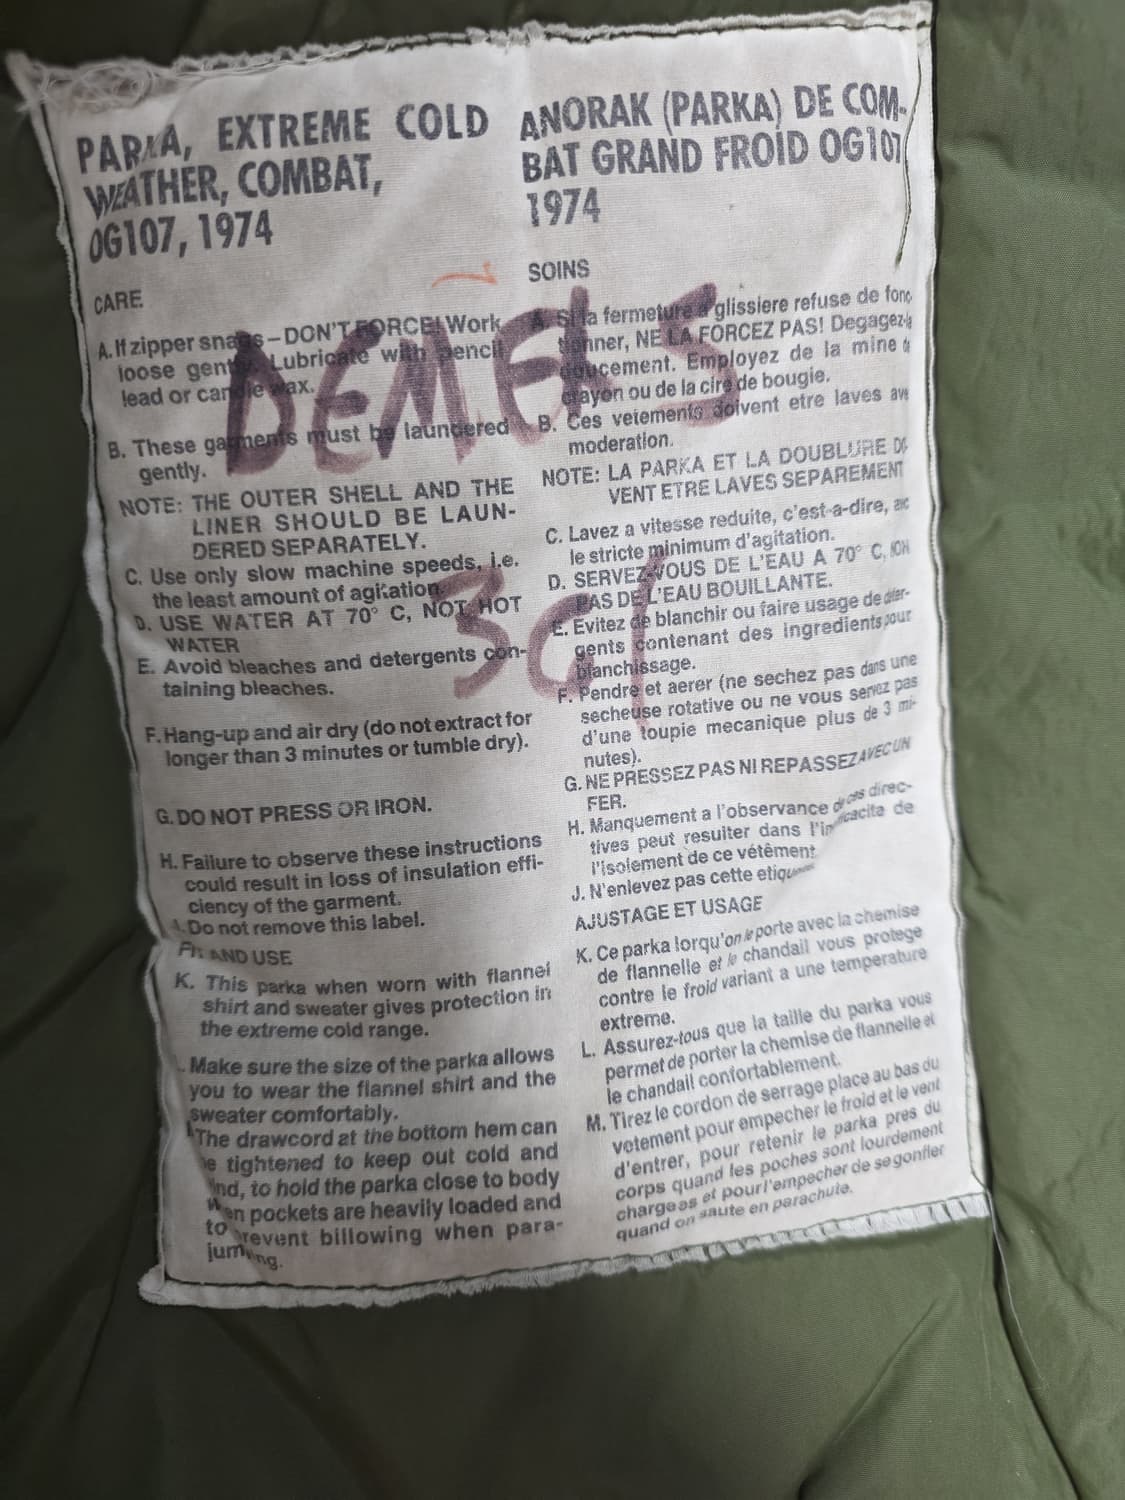 PARKA, EXTREME COLD
WEATHER, COMBAT,
OG107, 1974
CARE
A. If zipper snags – DON'T FORCE! Work
loose gently. Lubricate with pencil
lead or candle wax.
B. These garments must be laundered
gently.
NOTE: THE OUTER SHELL AND THE
LINER SHOULD BE LAUN-
DERED SEPARATELY.
C. Use only slow machine speeds, i.e.
the least amount of agitation.
D. USE WATER AT 70° C, NOT HOT
WATER
E. Avoid bleaches and detergents con-
taining bleaches.
F. Hang-up and air dry (do not extract for
longer than 3 minutes or tumble dry).
G. DO NOT PRESS OR IRON.
H. Failure to observe these instructions
could result in loss of insulation effi-
ciency of the garment.
Do not remove this label.
FIT AND USE
K. This parka when worn with flannel
shirt and sweater gives protection in
the extreme cold range.
Make sure the size of the parka allows
you to wear the flannel shirt and the
sweater comfortably.
The drawcord at the bottom hem can
be tightened to keep out cold and
wind, to hold the parka close to body
when pockets are heavily loaded and
to prevent billowing when para-
jumping.
ANORAK (PARKA) DE COM-
BAT GRAND FROID OG107
1974
SOINS
A. Si la fermeture a glissiere refuse de fonc
tionner, NE LA FORCEZ PAS! Degagez-la
doucement. Employez de la mine de
crayon ou de la cire de bougie.
B. Ces vetements doivent etre laves avec
moderation.
NOTE: LA PARKA ET LA DOUBLURE DOI
VENT ETRE LAVES SEPAREMENT
C. Lavez a vitesse reduite, c'est-a-dire, avec
le stricte minimum d'agitation.
D. SERVEZ-VOUS DE L'EAU A 70° C, NON
PAS DE L'EAU BOUILLANTE.
E. Evitez de blanchir ou faire usage de deter-
gents contenant des ingredients pour
blanchissage.
F. Pendre et aerer (ne sechez pas dans une
secheuse rotative ou ne vous servez pas
d'une toupie mecanique plus de 3 mi-
nutes).
G. NE PRESSEZ PAS NI REPASSEZ AVEC UN
FER.
H. Manquement a l'observance de ces direc-
tives peut resulter dans l'inefficacite de
l'isolement de ce vétêment
J. N'enlevez pas cette etiquette
AJUSTAGE ET USAGE
K. Ce parka lorqu'on le porte avec la chemise
de flannelle et le chandail vous protege
contre le froid variant a une temperature
extreme.
L. Assurez-tous que la taille du parka vous
permet de porter la chemise de flannelle et
le chandail confortablement.
M. Tirez le cordon de serrage place au bas du
votement pour empecher le froid et le vent
d'entrer, pour retenir le parka pres du
corps quand les poches sont lourdement
chargeas et pour l'empecher de se gonfler
quand on saute en parachute.